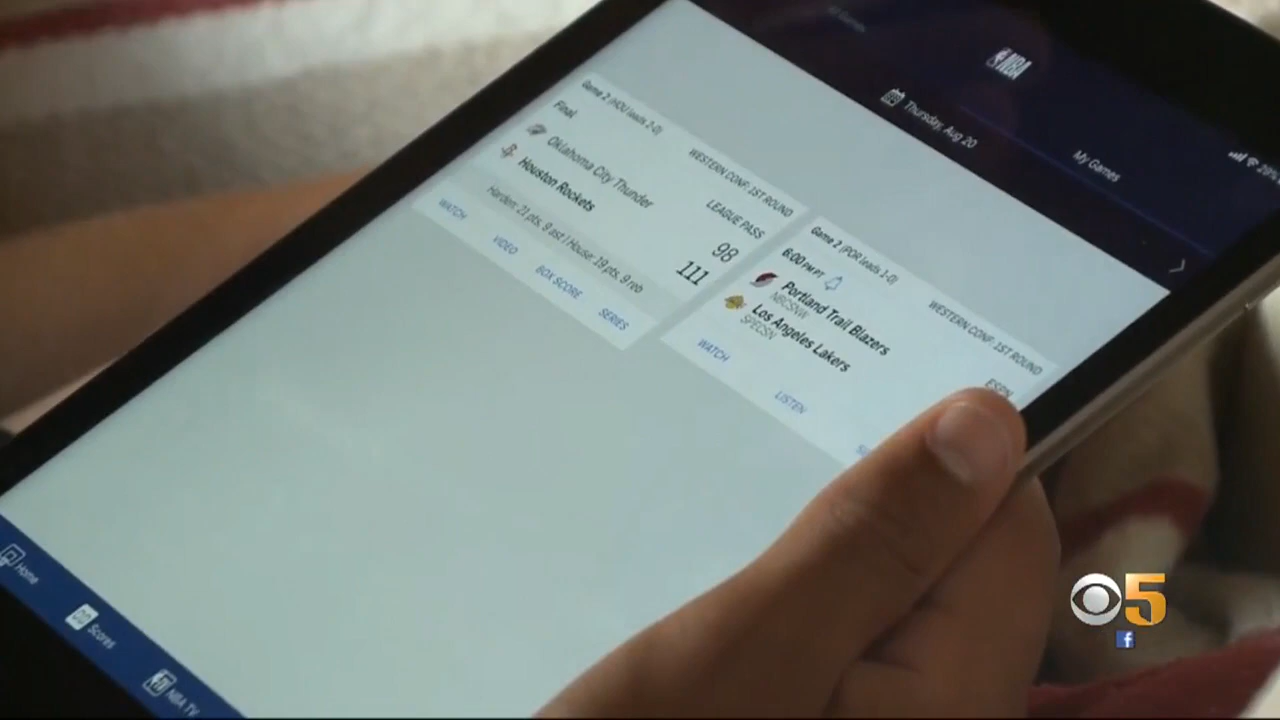 NBA
Thursday, Aug 20
My Games
29%
Game 2 (HOU leads 2-0)
WESTERN CONF: 1ST ROUND
Final
LEAGUE PASS
Oklahoma City Thunder
98
Houston Rockets
111
Harden: 21 pts, 9 ast | House: 19 pts, 9 reb
WATCH
VIDEO
BOX SCORE
SERIES
Game 2 (POR leads 1-0)
WESTERN CONF: 1ST ROUND
6:00 PM PT
ESPN
Portland Trail Blazers
NBCSNW
Los Angeles Lakers
SPECSN
WATCH
LISTEN
Home
Scores
NBA TV
5
f